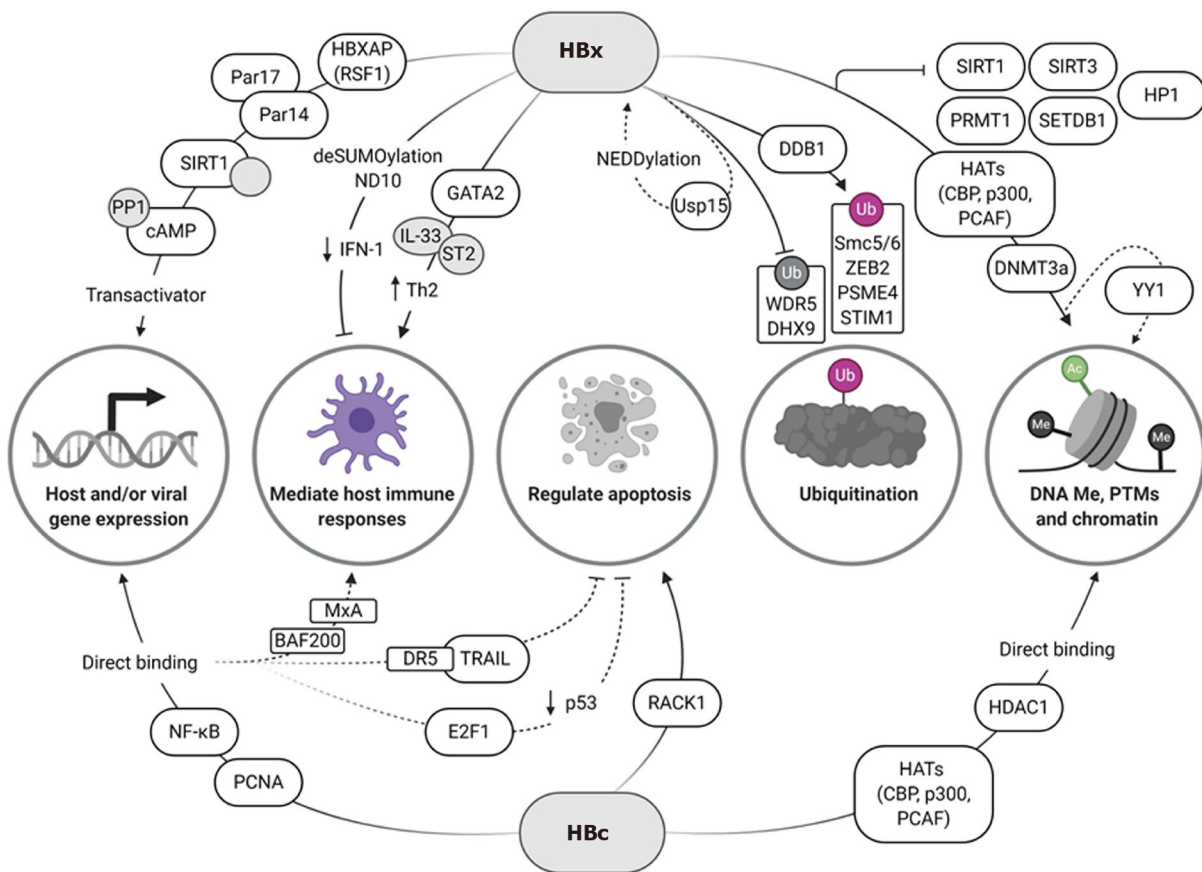 HBx
HBXAP
(RSF1)
Par17
Par14
SIRT1
PP1
cAMP
Transactivator
deSUMOylation
ND10
IFN-1
GATA2
IL-33
ST2
Th2
NEDDylation
Usp15
DDB1
Ub
WDR5
DHX9
Ub
Smc5/6
ZEB2
PSME4
STIM1
SIRT1
SIRT3
HP1
PRMT1
SETDB1
HATs
(CBP, p300,
PCAF)
DNMT3a
YY1
Host and/or viral
gene expression
Mediate host immune
responses
Regulate apoptosis
Ub
Ubiquitination
Ac
Me
Me
DNA Me, PTMs
and chromatin
MxA
BAF200
Direct binding
DR5
TRAIL
p53
E2F1
NF-κB
PCNA
RACK1
HBc
Direct binding
HDAC1
HATs
(CBP, p300,
PCAF)